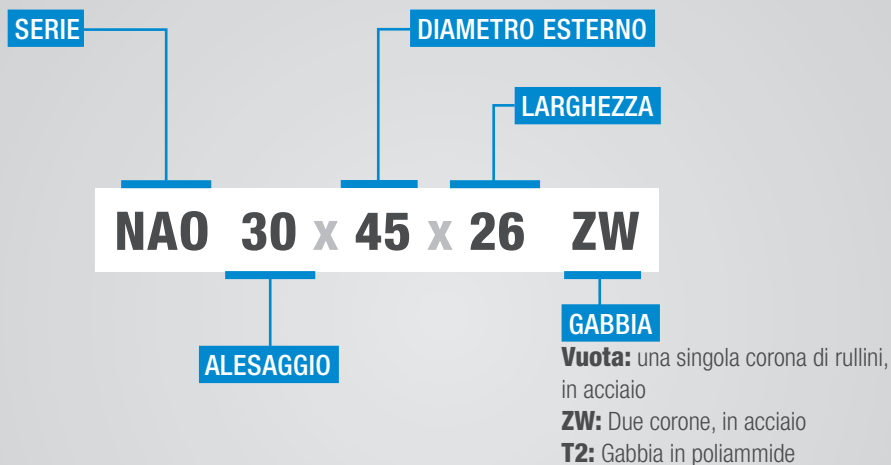 SERIE
DIAMETRO ESTERNO
LARGHEZZA
NAO 30 x 45 x 26 ZW
ALESAGGIO
GABBIA
Vuota: una singola corona di rullini,
in acciaio
ZW: Due corone, in acciaio
T2: Gabbia in poliammide